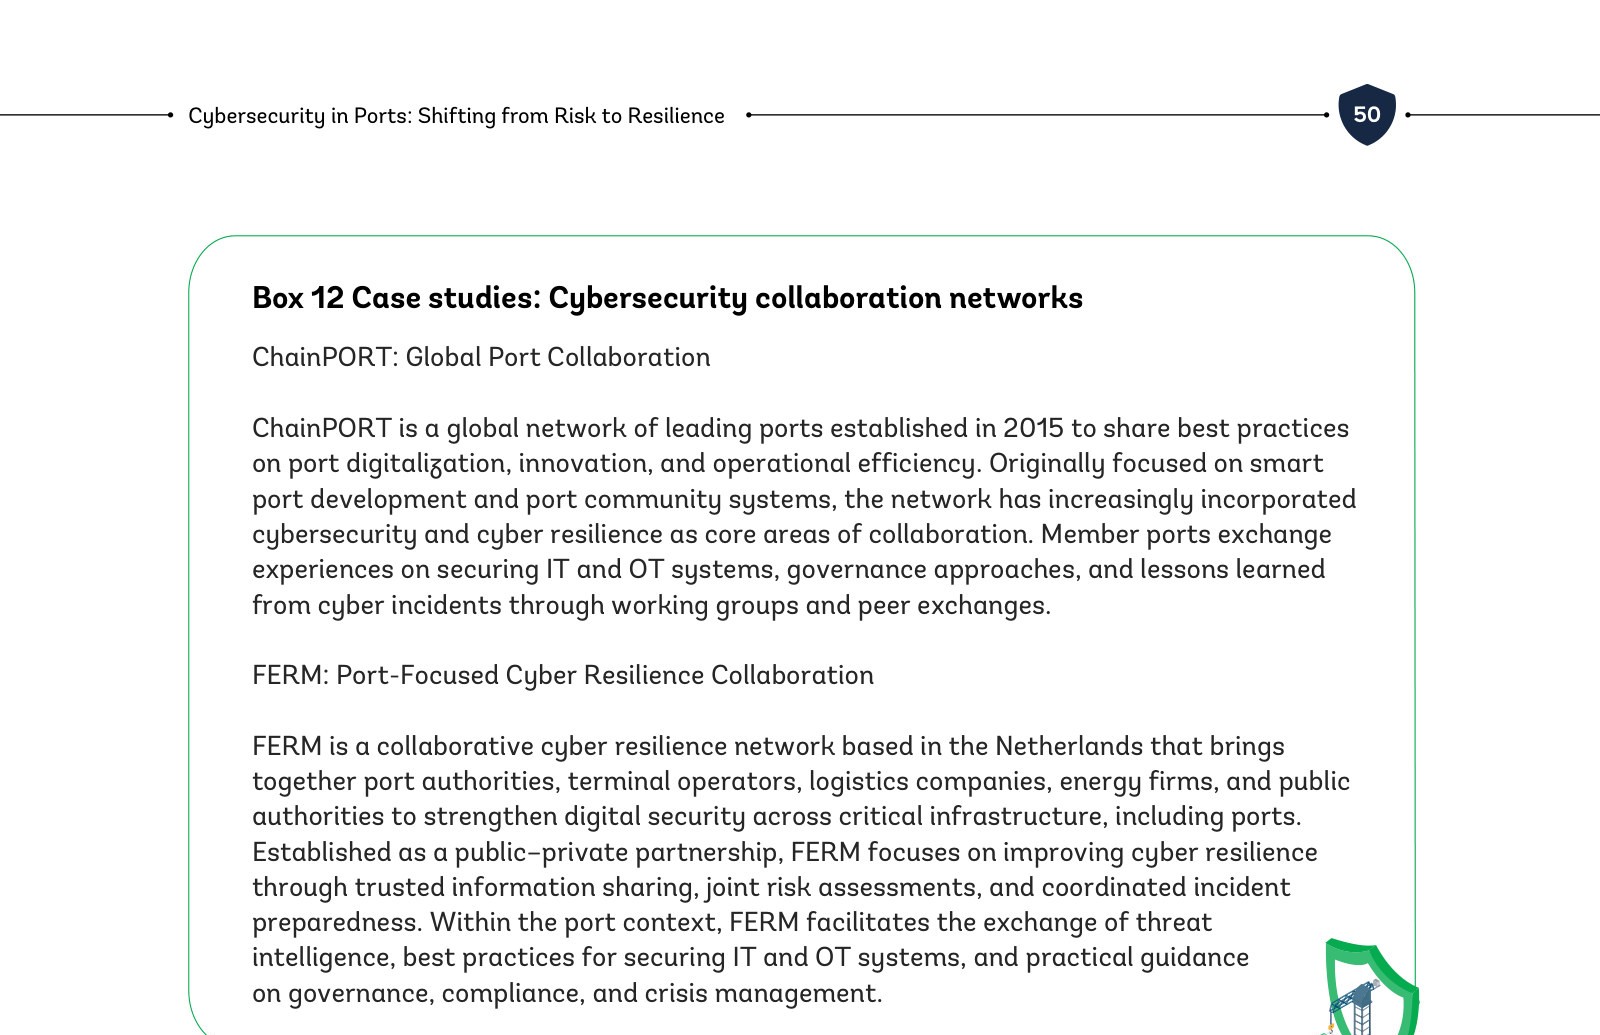 Cybersecurity in Ports: Shifting from Risk to Resilience
50
Box 12 Case studies: Cybersecurity collaboration networks
ChainPORT: Global Port Collaboration
ChainPORT is a global network of leading ports established in 2015 to share best practices
on port digitalization, innovation, and operational efficiency. Originally focused on smart
port development and port community systems, the network has increasingly incorporated
cybersecurity and cyber resilience as core areas of collaboration. Member ports exchange
experiences on securing IT and OT systems, governance approaches, and lessons learned
from cyber incidents through working groups and peer exchanges.
FERM: Port-Focused Cyber Resilience Collaboration
FERM is a collaborative cyber resilience network based in the Netherlands that brings
together port authorities, terminal operators, logistics companies, energy firms, and public
authorities to strengthen digital security across critical infrastructure, including ports.
Established as a public–private partnership, FERM focuses on improving cyber resilience
through trusted information sharing, joint risk assessments, and coordinated incident
preparedness. Within the port context, FERM facilitates the exchange of threat
intelligence, best practices for securing IT and OT systems, and practical guidance
on governance, compliance, and crisis management.